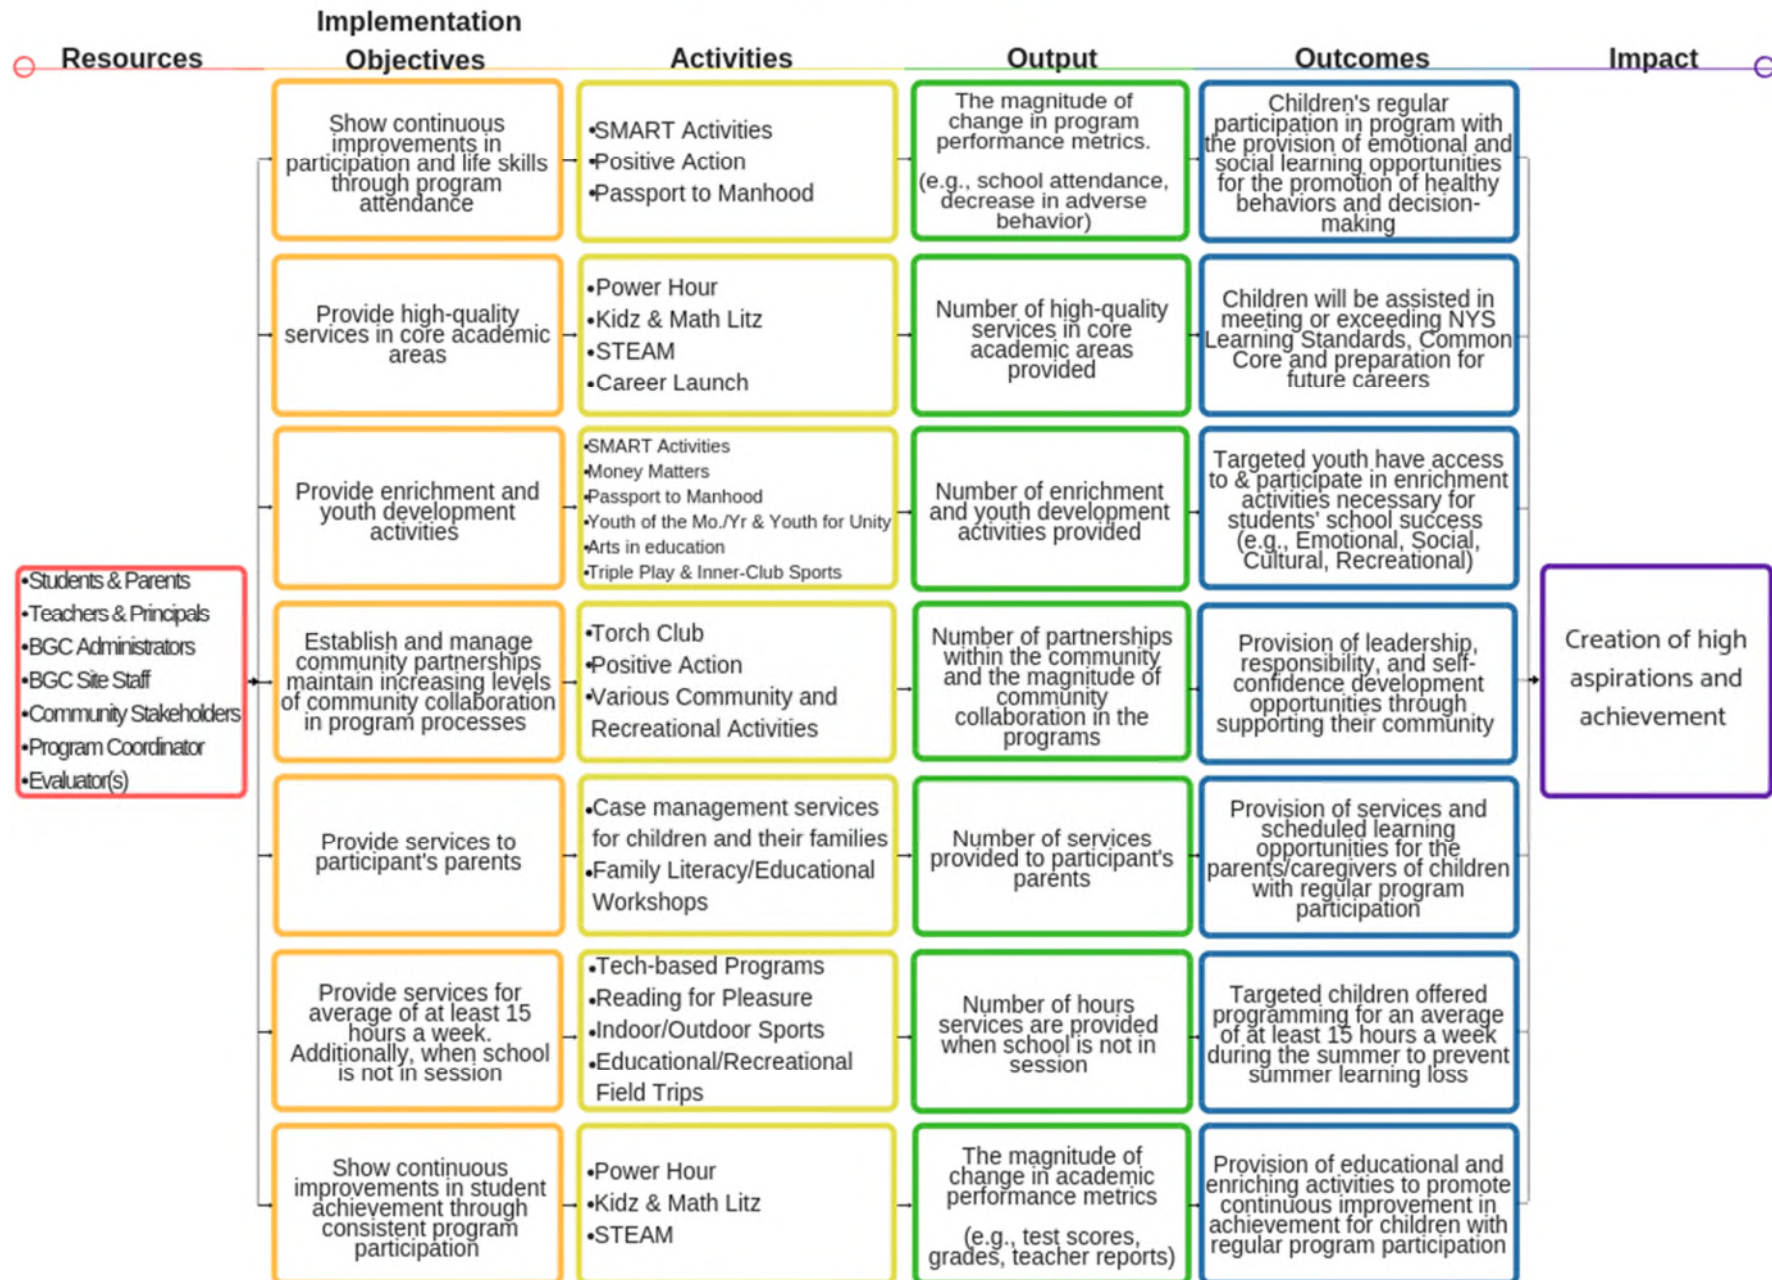 Resources
Implementation
Objectives
Activities
Output
Outcomes
Impact
•Students & Parents
•Teachers & Principals
•BGC Administrators
•BGC Site Staff
•Community Stakeholders
•Program Coordinator
•Evaluator(s)
Show continuous
improvements in
participation and life skills
through program
attendance
•SMART Activities
•Positive Action
•Passport to Manhood
The magnitude of
change in program
performance metrics.
(e.g., school attendance,
decrease in adverse
behavior)
Children's regular
participation in program with
the provision of emotional and
social learning opportunities
for the promotion of healthy
behaviors and decision-
making
Provide high-quality
services in core academic
areas
•Power Hour
•Kidz & Math Litz
•STEAM
•Career Launch
Number of high-quality
services in core
academic areas
provided
Children will be assisted in
meeting or exceeding NYS
Learning Standards, Common
Core and preparation for
future careers
Provide enrichment and
youth development
activities
•SMART Activities
•Money Matters
•Passport to Manhood
•Youth of the Mo./Yr & Youth for Unity
•Arts in education
•Triple Play & Inner-Club Sports
Number of enrichment
and youth development
activities provided
Targeted youth have access
to & participate in enrichment
activities necessary for
students' school success
(e.g., Emotional, Social,
Cultural, Recreational)
Establish and manage
community partnerships
maintain increasing levels
of community collaboration
in program processes
•Torch Club
•Positive Action
•Various Community and
Recreational Activities
Number of partnerships
within the community
and the magnitude of
community
collaboration in the
programs
Provision of leadership,
responsibility, and self-
confidence development
opportunities through
supporting their community
Provide services to
participant's parents
•Case management services
for children and their families
•Family Literacy/Educational
Workshops
Number of services
provided to participant's
parents
Provision of services and
scheduled learning
opportunities for the
parents/caregivers of children
with regular program
participation
Provide services for
average of at least 15
hours a week.
Additionally, when school
is not in session
•Tech-based Programs
•Reading for Pleasure
•Indoor/Outdoor Sports
•Educational/Recreational
Field Trips
Number of hours
services are provided
when school is not in
session
Targeted children offered
programming for an average
of at least 15 hours a week
during the summer to prevent
summer learning loss
Show continuous
improvements in student
achievement through
consistent program
participation
•Power Hour
•Kidz & Math Litz
•STEAM
The magnitude of
change in academic
performance metrics
(e.g., test scores,
grades, teacher reports)
Provision of educational and
enriching activities to promote
continuous improvement in
achievement for children with
regular program participation
Creation of high
aspirations and
achievement